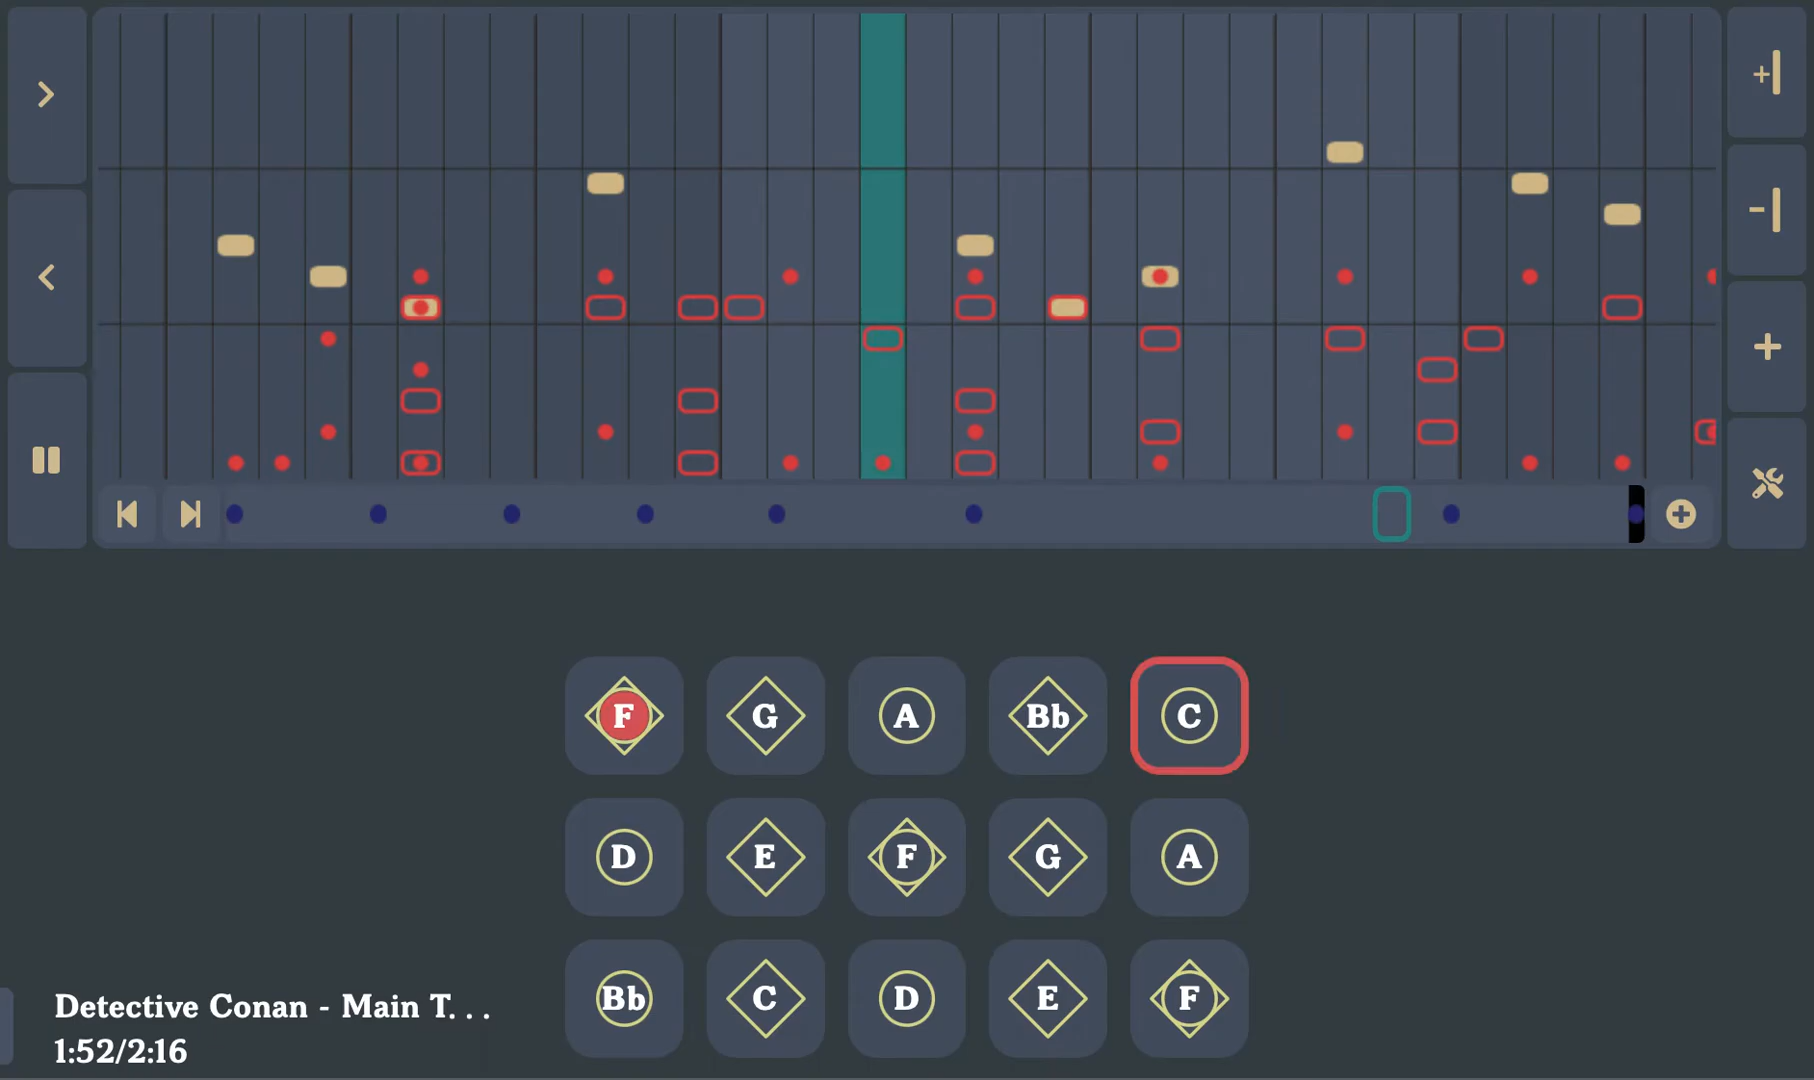 F G A Bb C
D E F G A
Bb C D E F
Detective Conan - Main T. . .
1:52/2:16